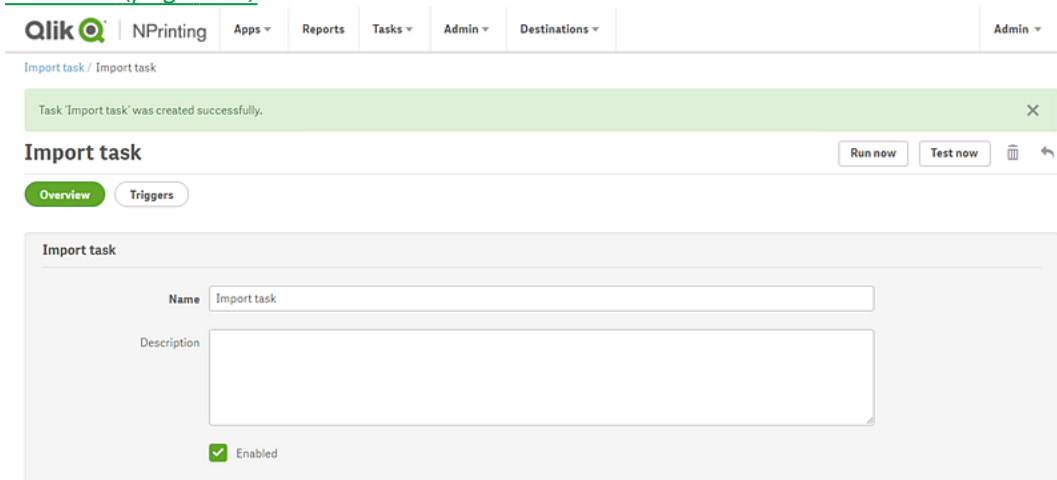 Qlik NPrinting Apps Reports Tasks Admin Destinations Admin
Import task / Import task
Task 'Import task' was created successfully.
Import task Run now Test now
Overview Triggers
Import task
Name Import task
Description
Enabled